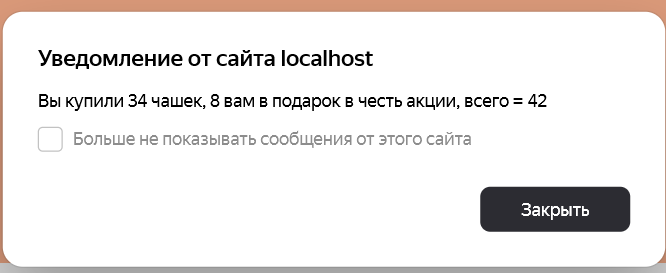 Уведомление от сайта localhost
Вы купили 34 чашек, 8 вам в подарок в честь акции, всего = 42
Больше не показывать сообщения от этого сайта
Закрыть